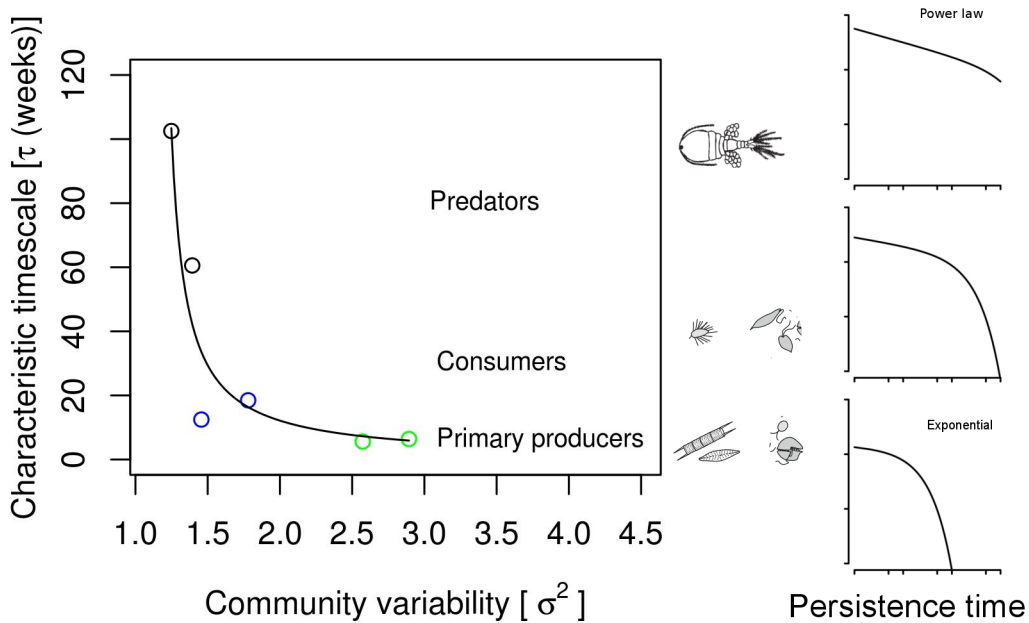 Characteristic timescale [τ (weeks)]
120
80
60
40
20
0
Predators
Consumers
Primary producers
1.0 1.5 2.0 2.5 3.0 3.5 4.0 4.5
Community variability [ σ² ]
Power law
Exponential
Persistence time